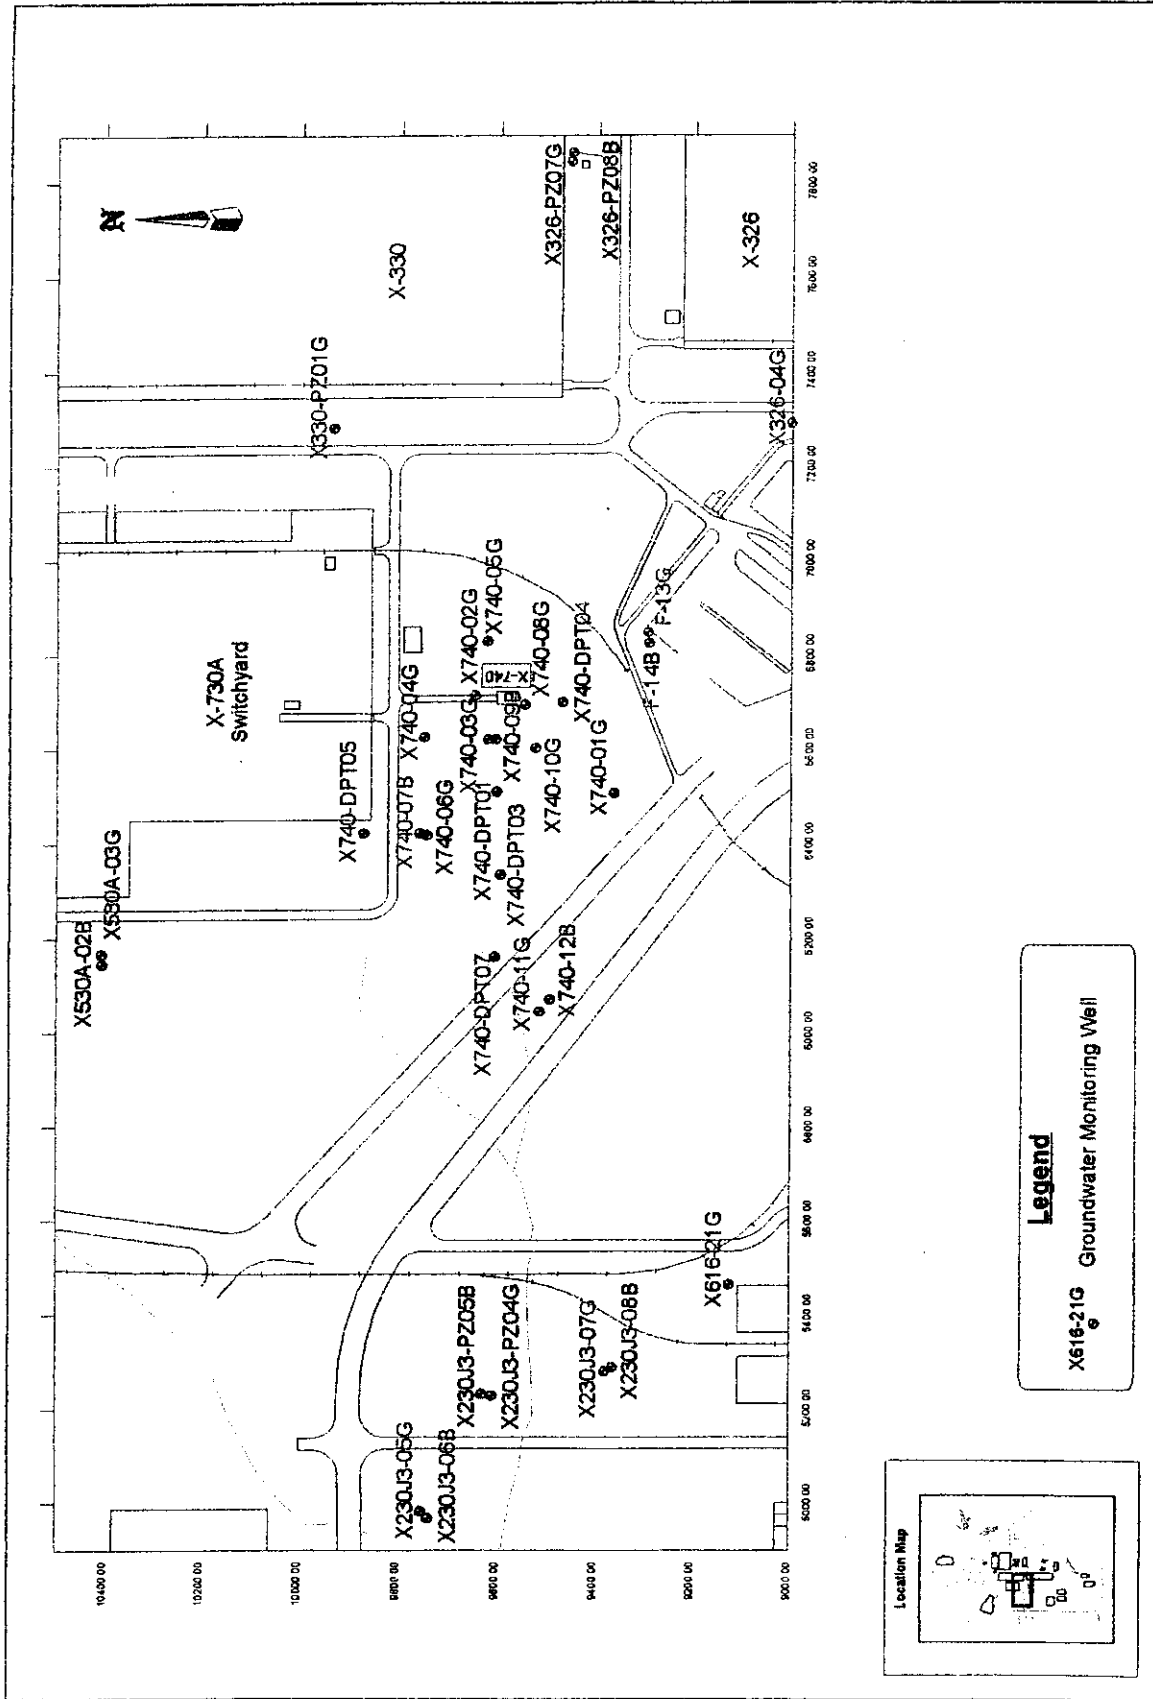 N
X-330
X-730A
Switchyard
X-326
X326-PZ07G
X326-PZ08B
X330-PZ01G
X326-04G
X530A-02B
X530A-03G
X740-DPT05
X740-04G
X740-07B
X740-06G
X740-02G
X740-05G
X-740
X740-03G
X740-09B
X740-08G
X740-DPT04
X740-10G
X740-01G
X740-DPT01
X740-DPT03
X740-DPT07
X740-11G
X740-12B
F-14B
F-13G
X616-21G
X230J3-PZ05B
X230J3-PZ04G
X230J3-07G
X230J3-08B
X230J3-05G
X230J3-06B
10400 00
10200 00
10000 00
9800 00
9600 00
9400 00
9200 00
9000 00
5000 00
5200 00
5400 00
5600 00
5800 00
6000 00
6200 00
6400 00
6600 00
6800 00
7000 00
7200 00
7400 00
7600 00
7800 00
Location Map
Legend
X616-21G
Groundwater Monitoring Well